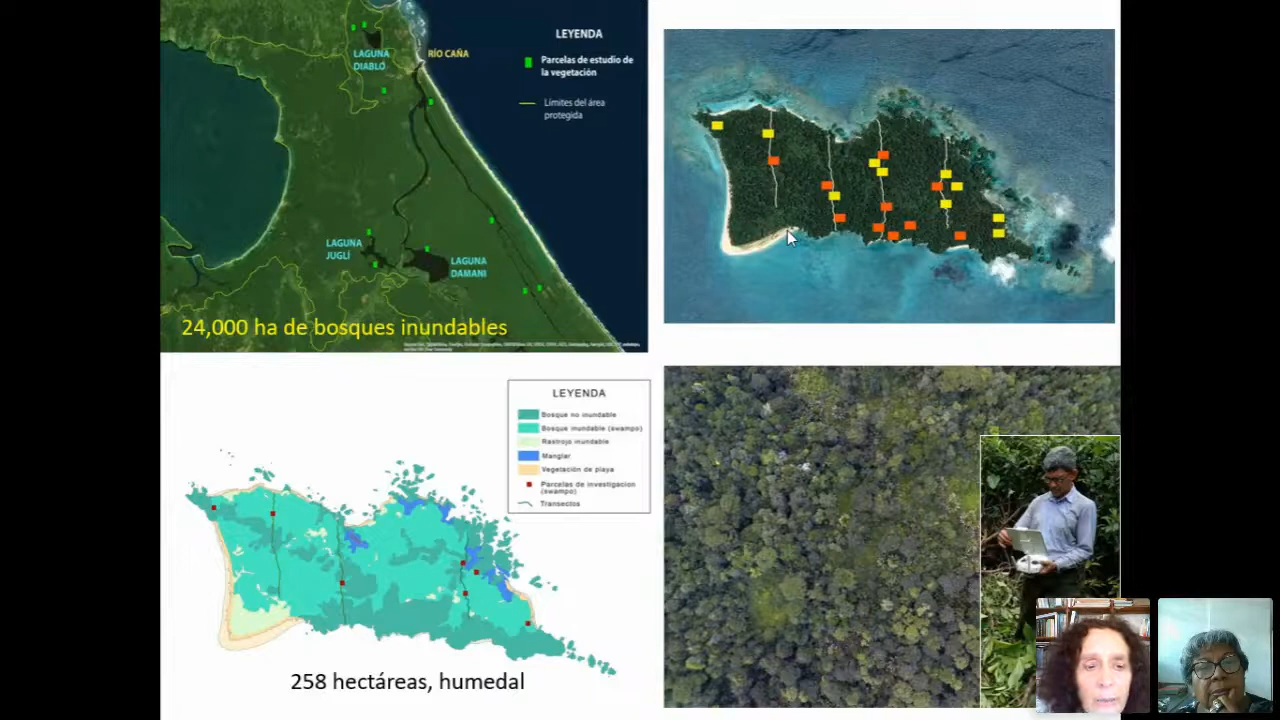 LEYENDA
Parcelas de estudio de
la vegetación
Límites del área
protegida
LAGUNA
DIABLO
RÍO CAÑA
LAGUNA
JUGLÍ
LAGUNA
DAMANI
24,000 ha de bosques inundables
LEYENDA
Bosque no inundable
Bosque inundable (swampo)
Rastrojo inundable
Manglar
Vegetación de playa
Parcelas de investigacion
(swampo)
Transectos
258 hectáreas, humedal